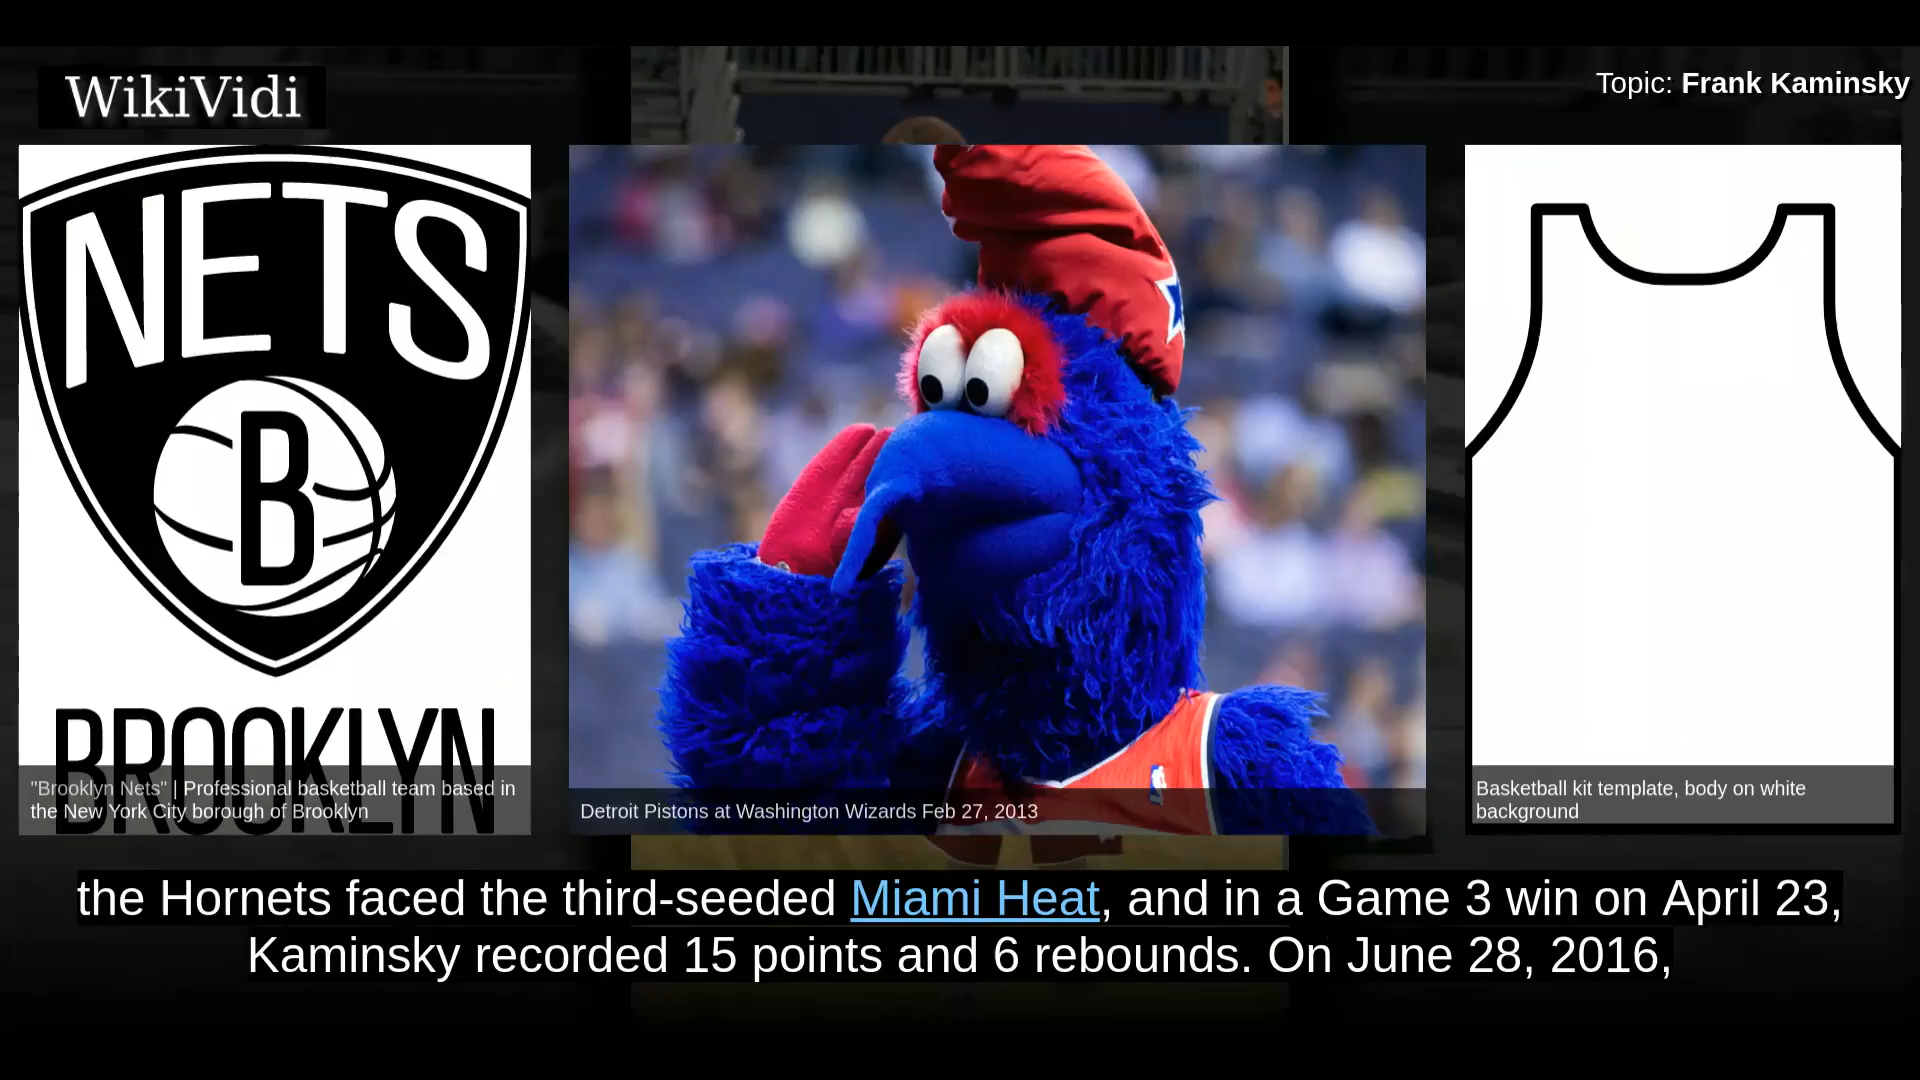 WikiVidi
Topic: Frank Kaminsky
NETS
B
BROOKLYN
"Brooklyn Nets" | Professional basketball team based in
the New York City borough of Brooklyn
Detroit Pistons at Washington Wizards Feb 27, 2013
Basketball kit template, body on white
background
the Hornets faced the third-seeded Miami Heat, and in a Game 3 win on April 23,
Kaminsky recorded 15 points and 6 rebounds. On June 28, 2016,